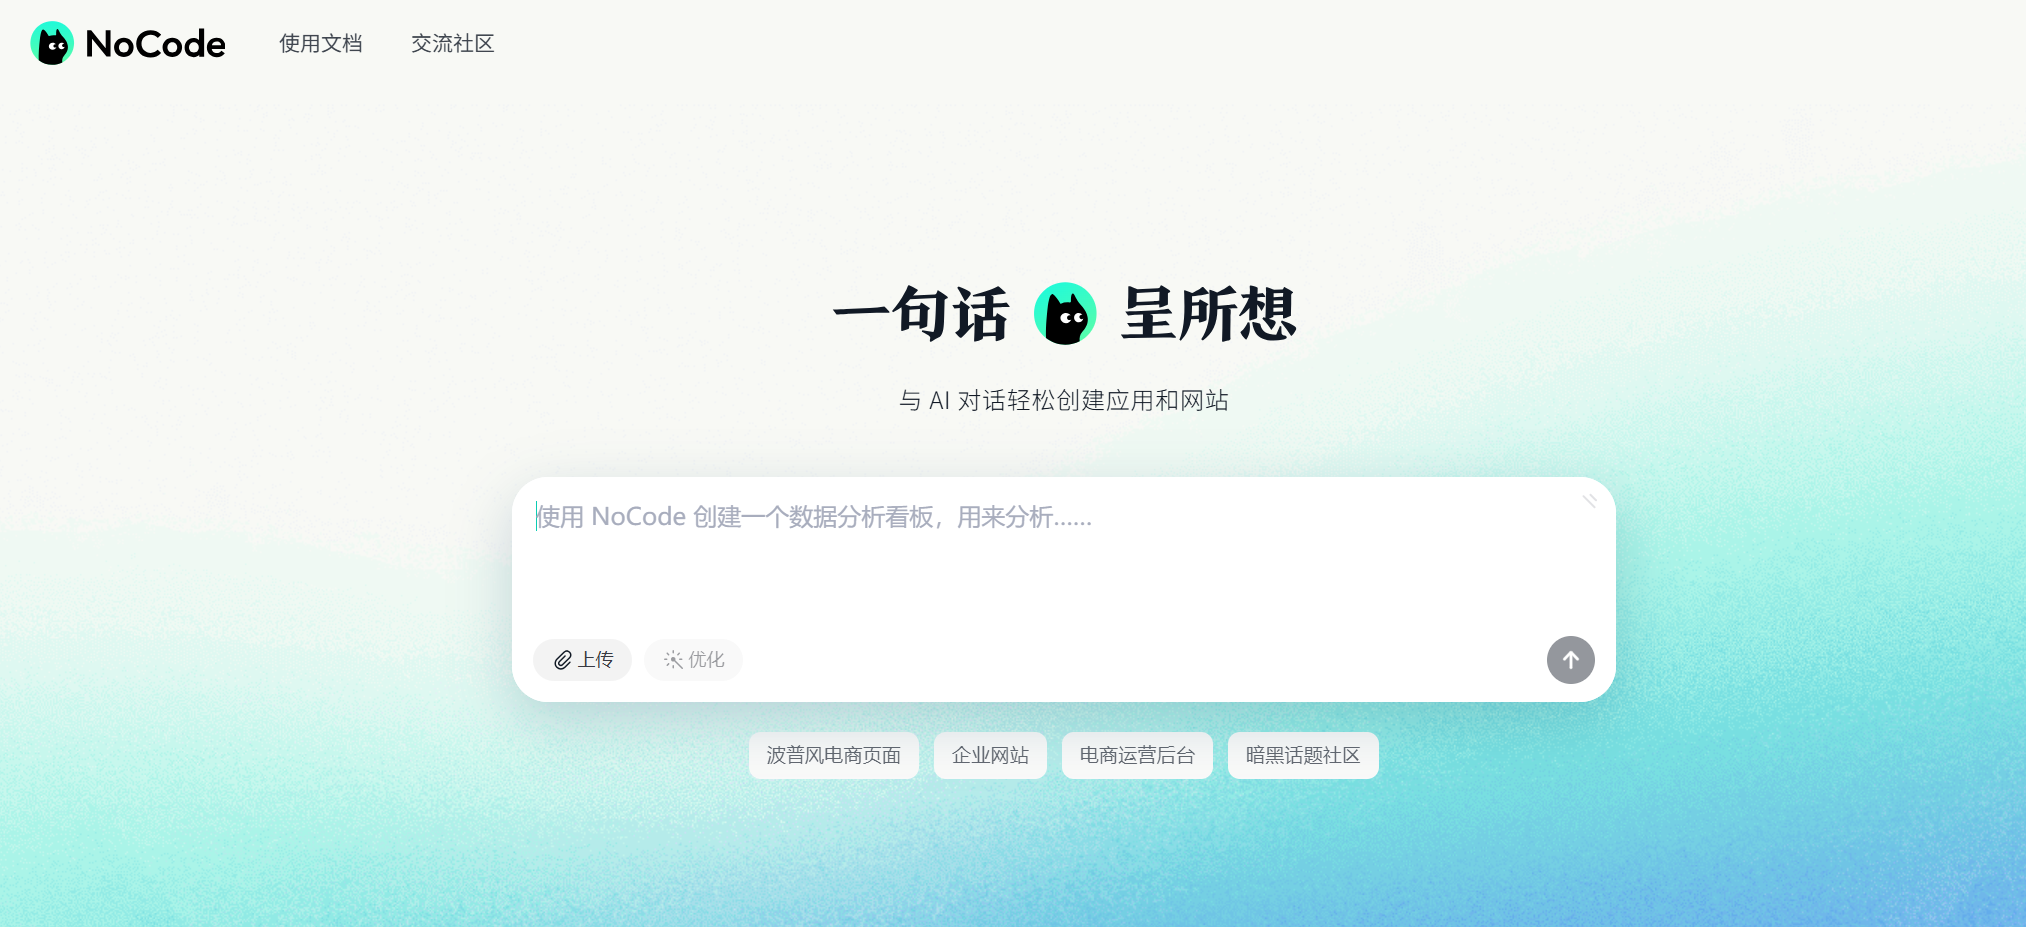 NoCode
使用文档
交流社区
一句话 呈所想
与 AI 对话轻松创建应用和网站
使用 NoCode 创建一个数据分析看板，用来分析......
上传
优化
波普风电商页面
企业网站
电商运营后台
暗黑话题社区